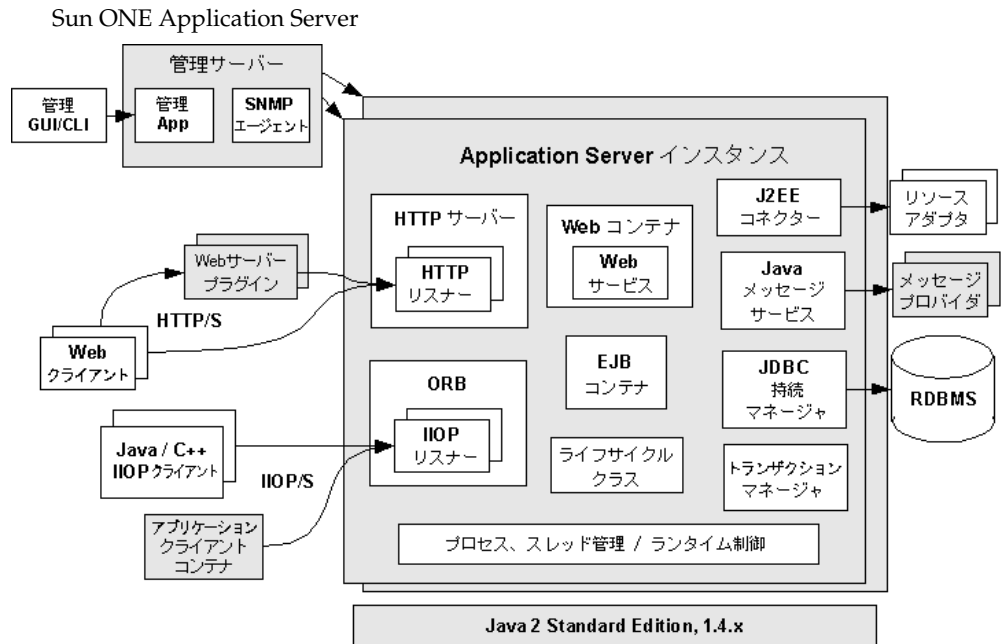 Sun ONE Application Server
管理サーバー
管理
GUI/CLI
管理
App
SNMP
エージェント
Application Server インスタンス
HTTP サーバー
HTTP
リスナー
Web コンテナ
Web
サービス
J2EE
コネクター
リソース
アダプタ
Webサーバー
プラグイン
HTTP/S
Web
クライアント
Java
メッセージ
サービス
メッセージ
プロバイダ
ORB
IIOP
リスナー
EJB
コンテナ
JDBC
持続
マネージャ
RDBMS
Java / C++
IIOP クライアント
IIOP/S
ライフサイクル
クラス
トランザクション
マネージャ
アプリケーション
クライアント
コンテナ
プロセス、スレッド管理 / ランタイム制御
Java 2 Standard Edition, 1.4.x